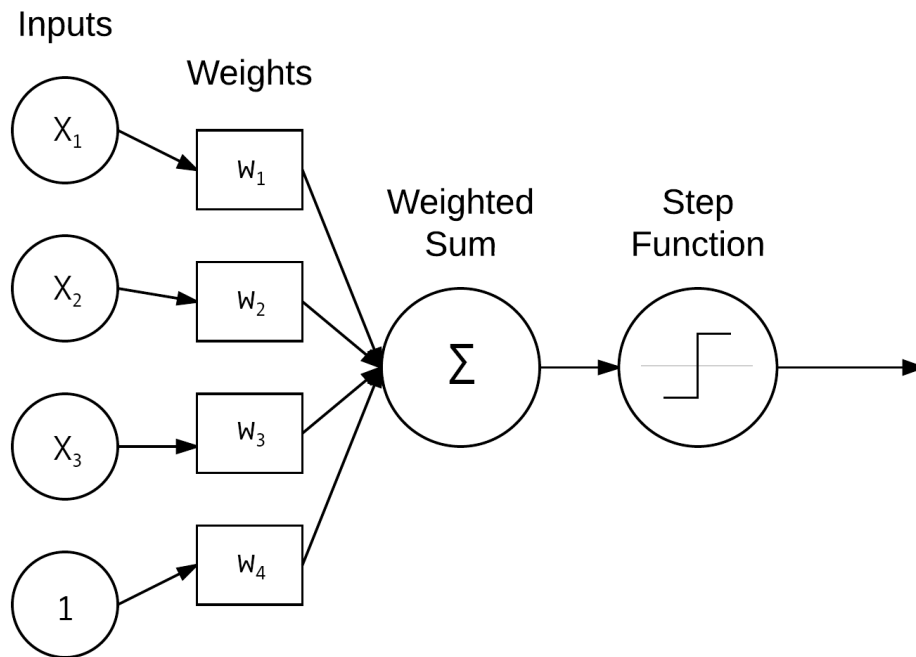 Inputs
Weights
X₁
w₁
Weighted
Sum
Step
Function
X₂
w₂
Σ
X₃
w₃
1
w₄